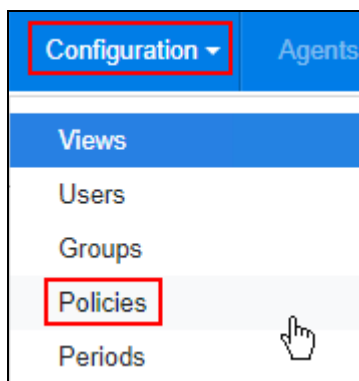 Configuration Agents
Views
Users
Groups
Policies
Periods